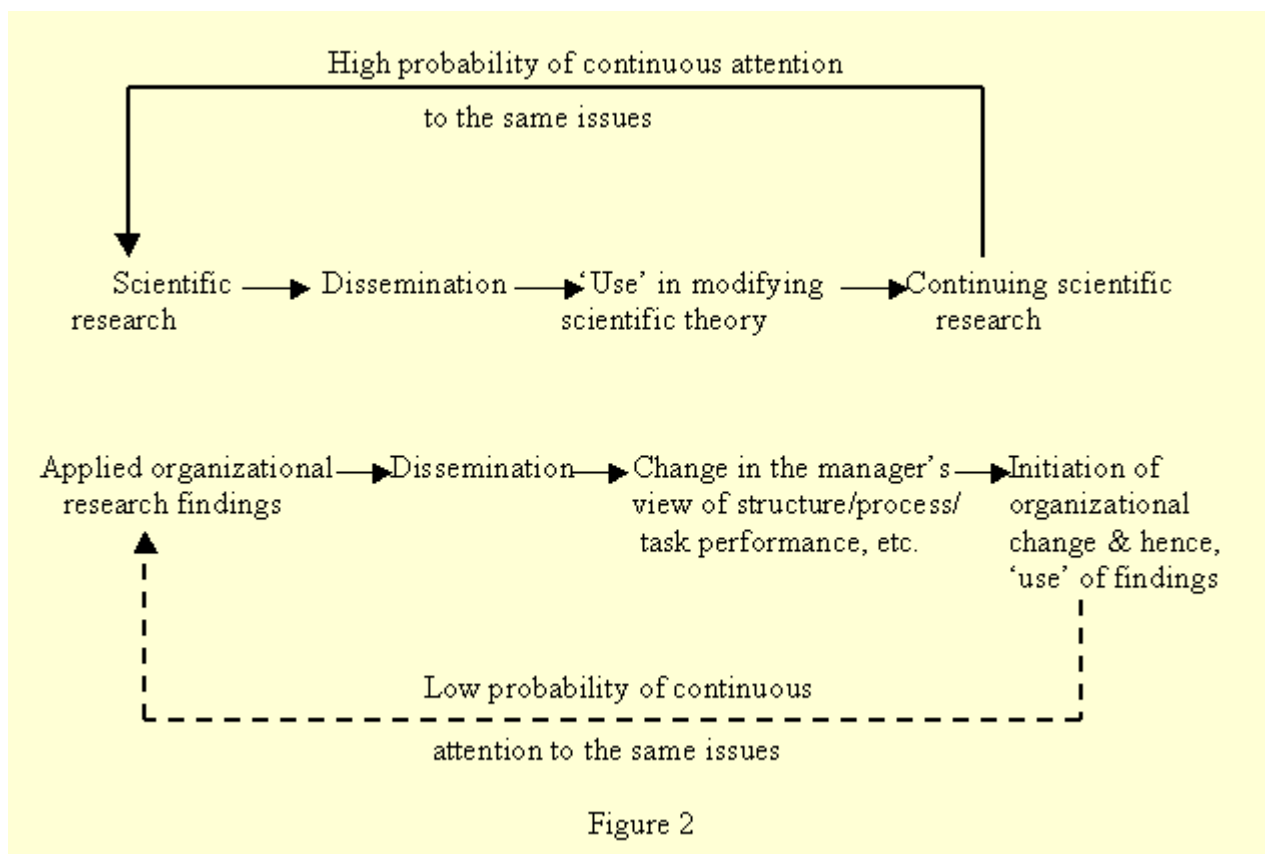 High probability of continuous attention
to the same issues
Scientific
research
Dissemination
‘Use’ in modifying
scientific theory
Continuing scientific
research
Applied organizational
research findings
Dissemination
Change in the manager’s
view of structure/process/
task performance, etc.
Initiation of
organizational
change & hence,
‘use’ of findings
Low probability of continuous
attention to the same issues
Figure 2